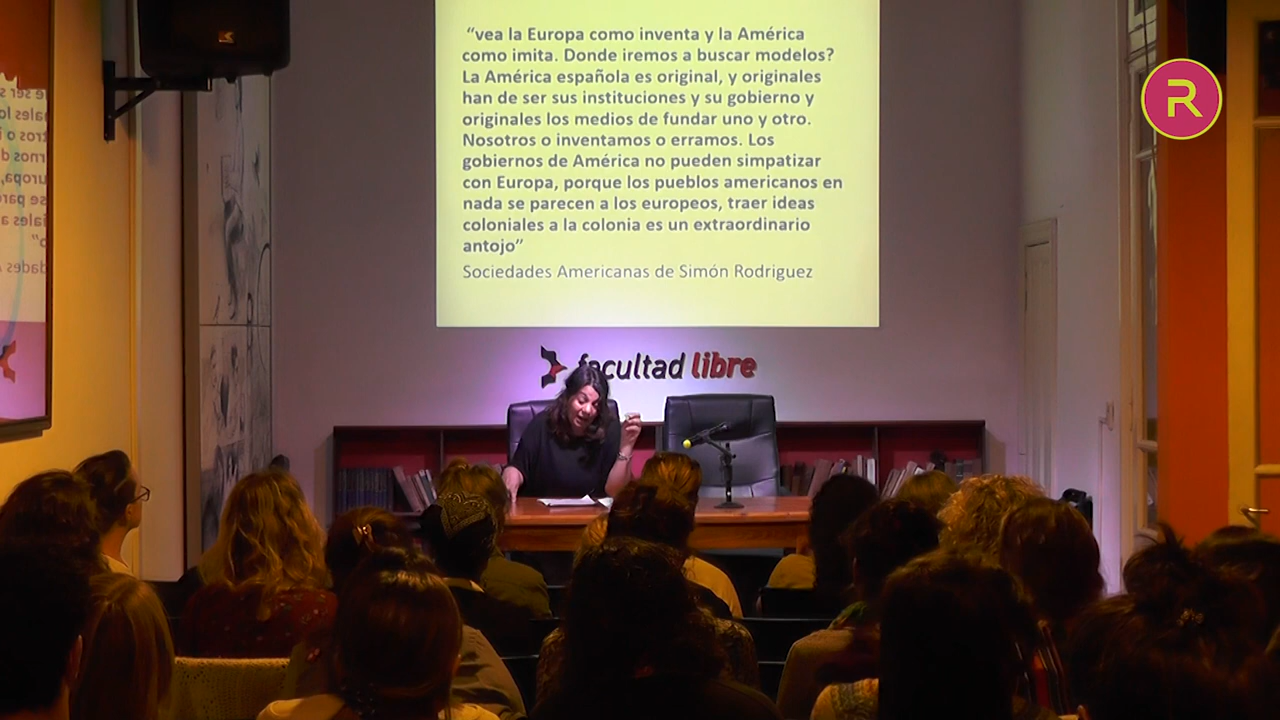 “vea la Europa como inventa y la América
como imita. Donde iremos a buscar modelos?
La América española es original, y originales
han de ser sus instituciones y su gobierno y
originales los medios de fundar uno y otro.
Nosotros o inventamos o erramos. Los
gobiernos de América no pueden simpatizar
con Europa, porque los pueblos americanos en
nada se parecen a los europeos, traer ideas
coloniales a la colonia es un extraordinario
antojo”
Sociedades Americanas de Simón Rodriguez
facultad libre
R